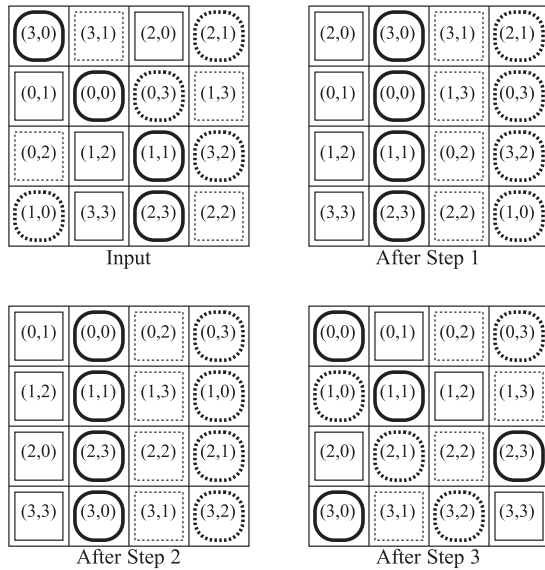 (3,0) (3,1) (2,0) (2,1)
(0,1) (0,0) (0,3) (1,3)
(0,2) (1,2) (1,1) (3,2)
(1,0) (3,3) (2,3) (2,2)
Input
(2,0) (3,0) (3,1) (2,1)
(0,1) (0,0) (1,3) (0,3)
(1,2) (1,1) (0,2) (3,2)
(3,3) (2,3) (2,2) (1,0)
After Step 1
(0,1) (0,0) (0,2) (0,3)
(1,2) (1,1) (1,3) (1,0)
(2,0) (2,3) (2,2) (2,1)
(3,3) (3,0) (3,1) (3,2)
After Step 2
(0,0) (0,1) (0,2) (0,3)
(1,0) (1,1) (1,2) (1,3)
(2,0) (2,1) (2,2) (2,3)
(3,0) (3,1) (3,2) (3,3)
After Step 3